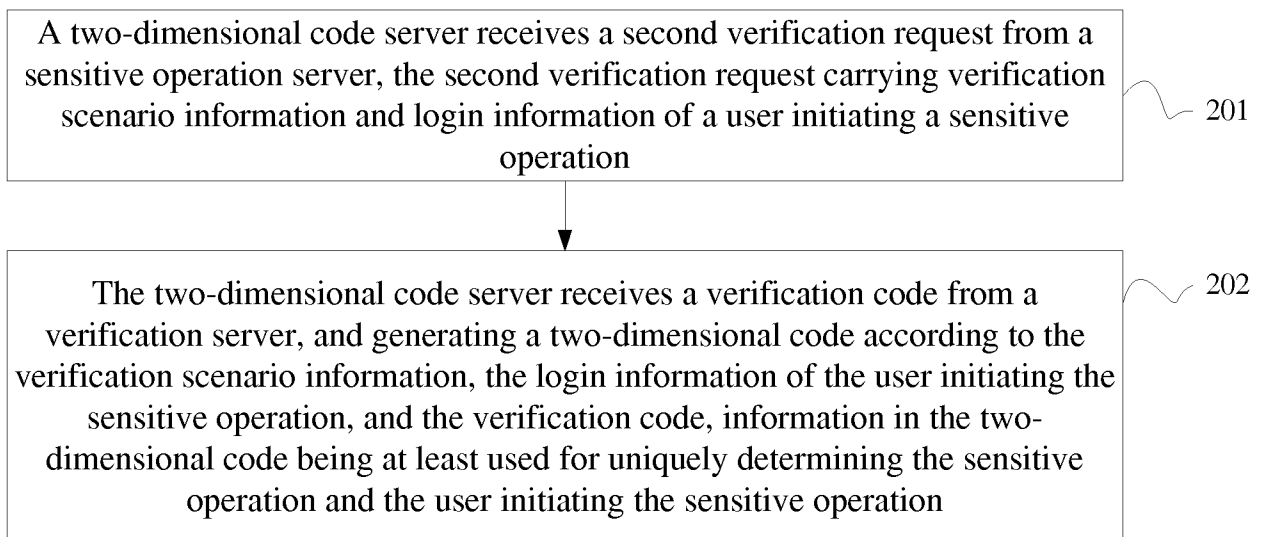 A two-dimensional code server receives a second verification request from a
sensitive operation server, the second verification request carrying verification
scenario information and login information of a user initiating a sensitive
operation
201
The two-dimensional code server receives a verification code from a
verification server, and generating a two-dimensional code according to the
verification scenario information, the login information of the user initiating the
sensitive operation, and the verification code, information in the two-
dimensional code being at least used for uniquely determining the sensitive
operation and the user initiating the sensitive operation
202